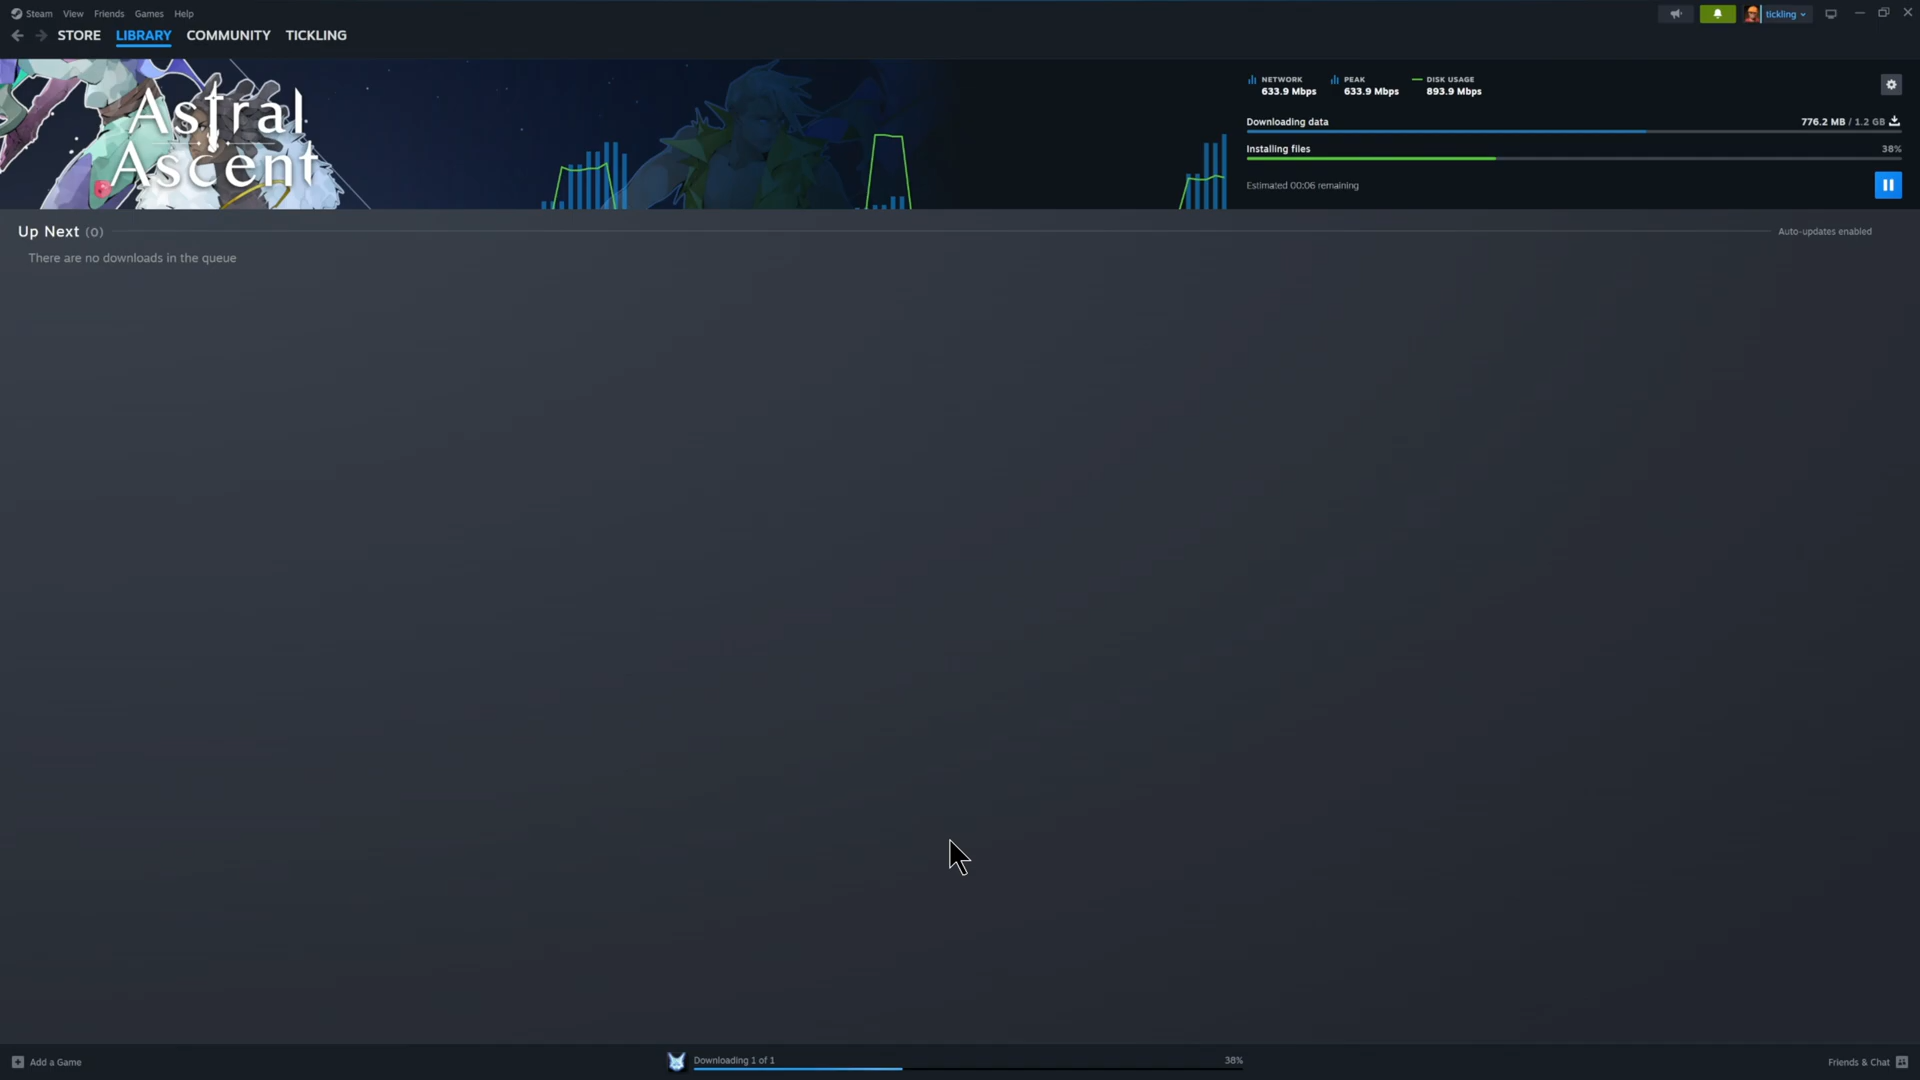 Steam View Friends Games Help
tickling
STORE LIBRARY COMMUNITY TICKLING
Astral
Ascent
NETWORK
633.9 Mbps
PEAK
633.9 Mbps
DISK USAGE
893.9 Mbps
Downloading data 776.2 MB / 1.2 GB
Installing files 38%
Estimated 00:06 remaining
Up Next (0)
Auto-updates enabled
There are no downloads in the queue
Add a Game
Downloading 1 of 1 38%
Friends & Chat